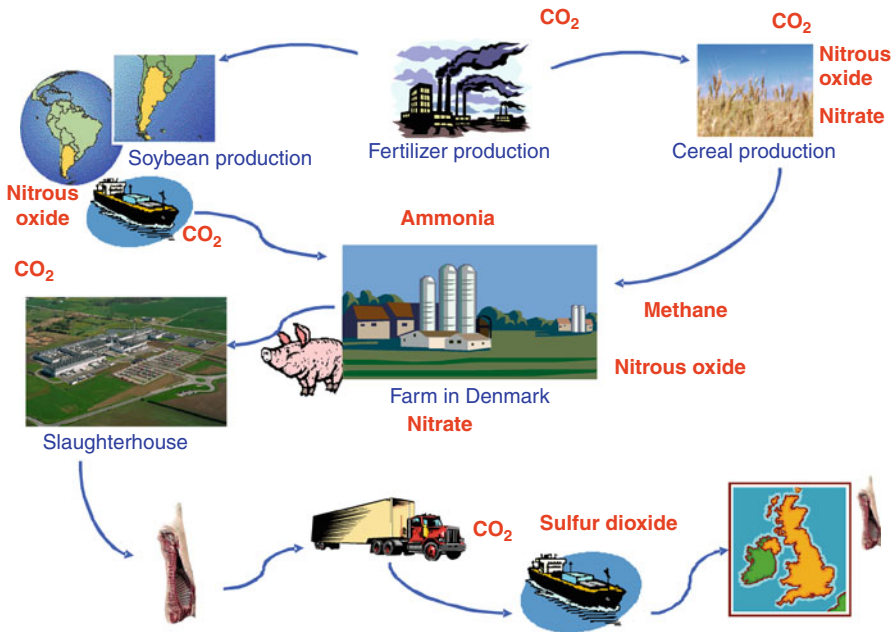 CO₂
CO₂
Nitrous
oxide
Nitrate
Soybean production
Fertilizer production
Cereal production
Nitrous
oxide
CO₂
Ammonia
CO₂
Methane
Nitrous oxide
Farm in Denmark
Nitrate
Slaughterhouse
CO₂
Sulfur dioxide